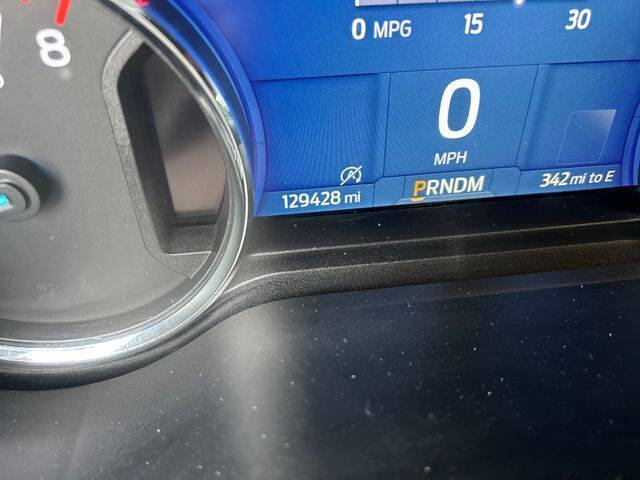 8
0 MPG 15 30
0
MPH
129428 mi PRNDM 342 mi to E